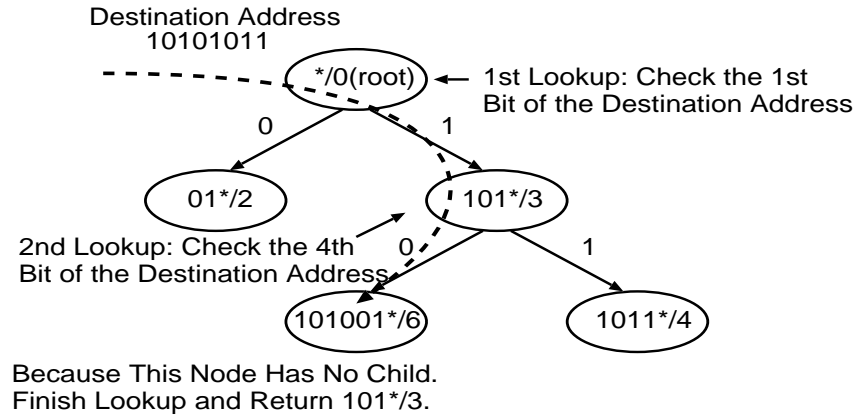 Destination Address
10101011
*/0(root)
1st Lookup: Check the 1st
Bit of the Destination Address
0
1
01*/2
101*/3
2nd Lookup: Check the 4th
Bit of the Destination Address
0
1
101001*/6
1011*/4
Because This Node Has No Child.
Finish Lookup and Return 101*/3.